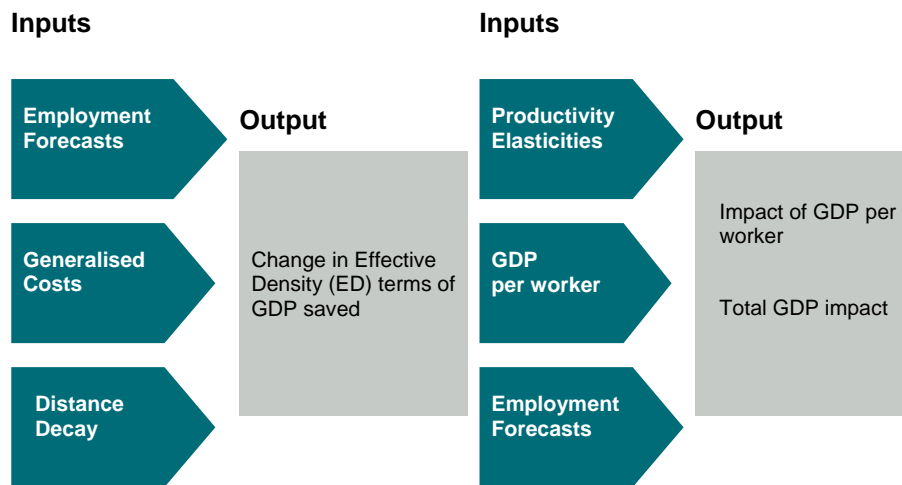 Inputs
Employment
Forecasts
Generalised
Costs
Distance
Decay
Output
Change in Effective
Density (ED) terms of
GDP saved
Inputs
Productivity
Elasticities
GDP
per worker
Employment
Forecasts
Output
Impact of GDP per
worker
Total GDP impact